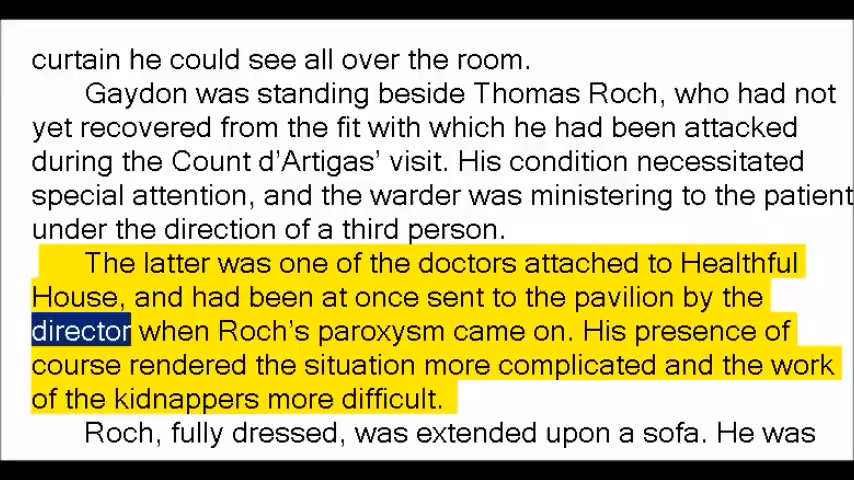 curtain he could see all over the room.
Gaydon was standing beside Thomas Roch, who had not
yet recovered from the fit with which he had been attacked
during the Count d’Artigas’ visit. His condition necessitated
special attention, and the warder was ministering to the patient
under the direction of a third person.
The latter was one of the doctors attached to Healthful
House, and had been at once sent to the pavilion by the
director when Roch’s paroxysm came on. His presence of
course rendered the situation more complicated and the work
of the kidnappers more difficult.
Roch, fully dressed, was extended upon a sofa. He was